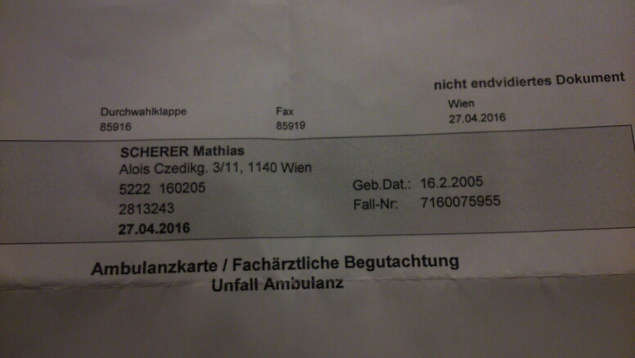 nicht endvidiertes Dokument
Durchwahlklappe Fax Wien
85916 85919 27.04.2016
SCHERER Mathias
Alois Czedikg. 3/11, 1140 Wien
5222 160205 Geb.Dat.: 16.2.2005
2813243 Fall-Nr: 7160075955
27.04.2016
Ambulanzkarte / Fachärztliche Begutachtung
Unfall Ambulanz